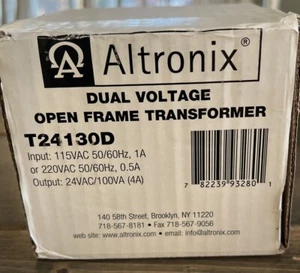 Altronix®
DUAL VOLTAGE
OPEN FRAME TRANSFORMER
T24130D
Input: 115VAC 50/60Hz, 1A
or 220VAC 50/60Hz, 0.5A
Output: 24VAC/100VA (4A)
7 82239 93280 1
140 58th Street, Brooklyn, NY 11220
718-567-8181 • Fax 718-567-9056
web site: www.altronix.com • email: info@altronix.com